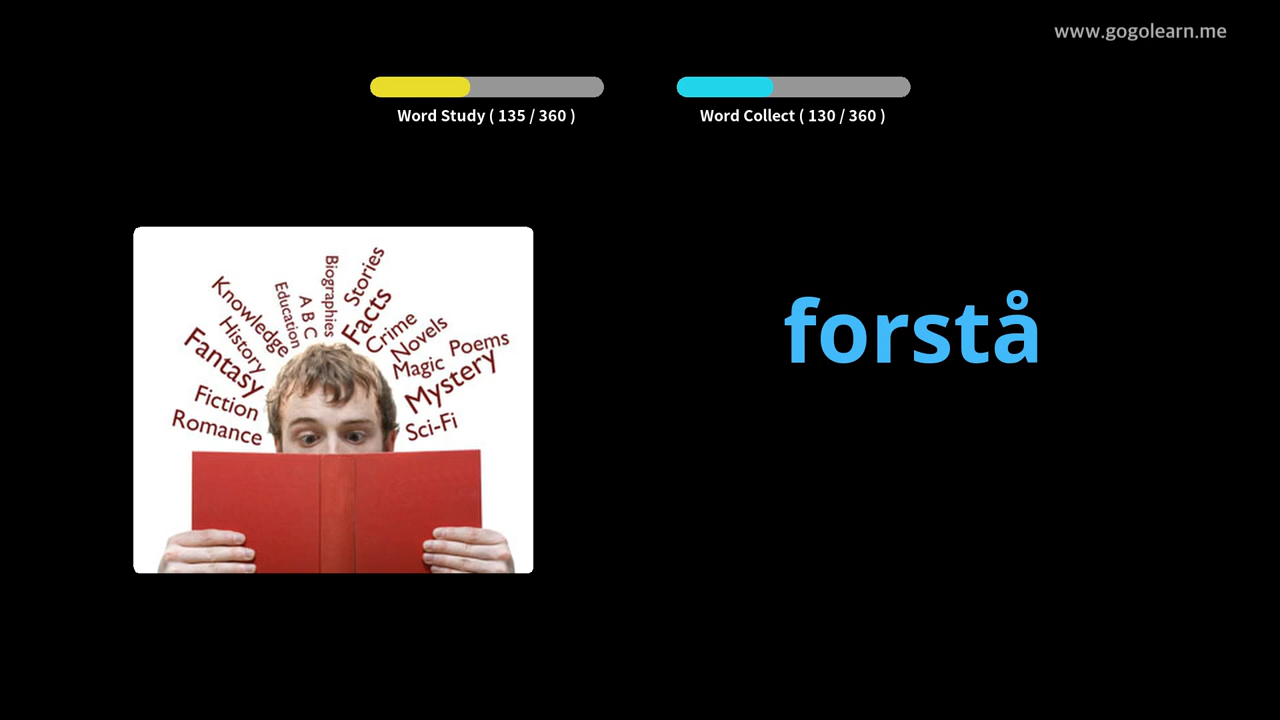 www.gogolearn.me
Word Study ( 135 / 360 )
Word Collect ( 130 / 360 )
forstå
Biographies
Stories
Education
A B C
Facts
Knowledge
Crime
History
Novels
Fantasy
Magic
Poems
Mystery
Fiction
Romance
Sci-Fi